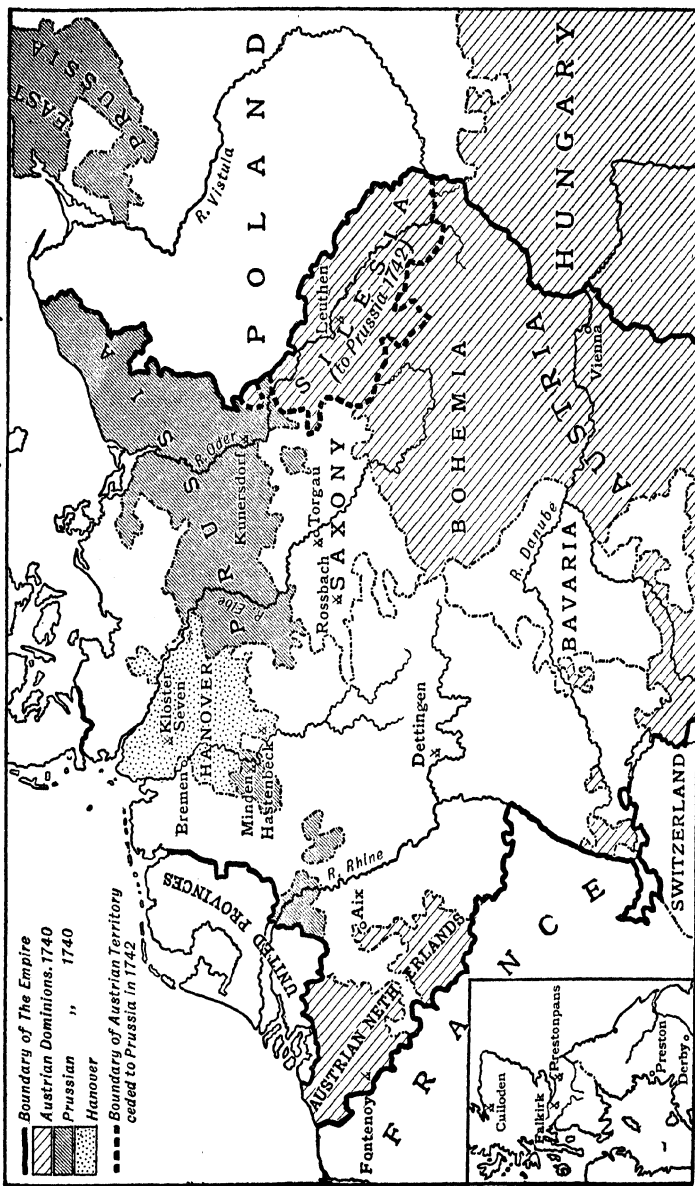 Boundary of The Empire
Austrian Dominions. 1740
Prussian ,, 1740
Hanover
Boundary of Austrian Territory
ceded to Prussia in 1742
EAST
PRUSSIA
R. Vistula
POLAND
PRUSSIA
R. Oder
Kunersdorf
R. Elbe
Kloster
Seven
Bremen
HANOVER
Minden
Hastenbeck
UNITED PROVINCES
R. Rhine
Aix
AUSTRIAN NETHERLANDS
Fontenoy
FRANCE
Dettingen
Rossbach
Torgau
SAXONY
Leuthen
SILESIA
(to Prussia 1742)
BOHEMIA
R. Danube
BAVARIA
AUSTRIA
Vienna
HUNGARY
SWITZERLAND
Culloden
Falkirk
Prestonpans
Preston
Derby